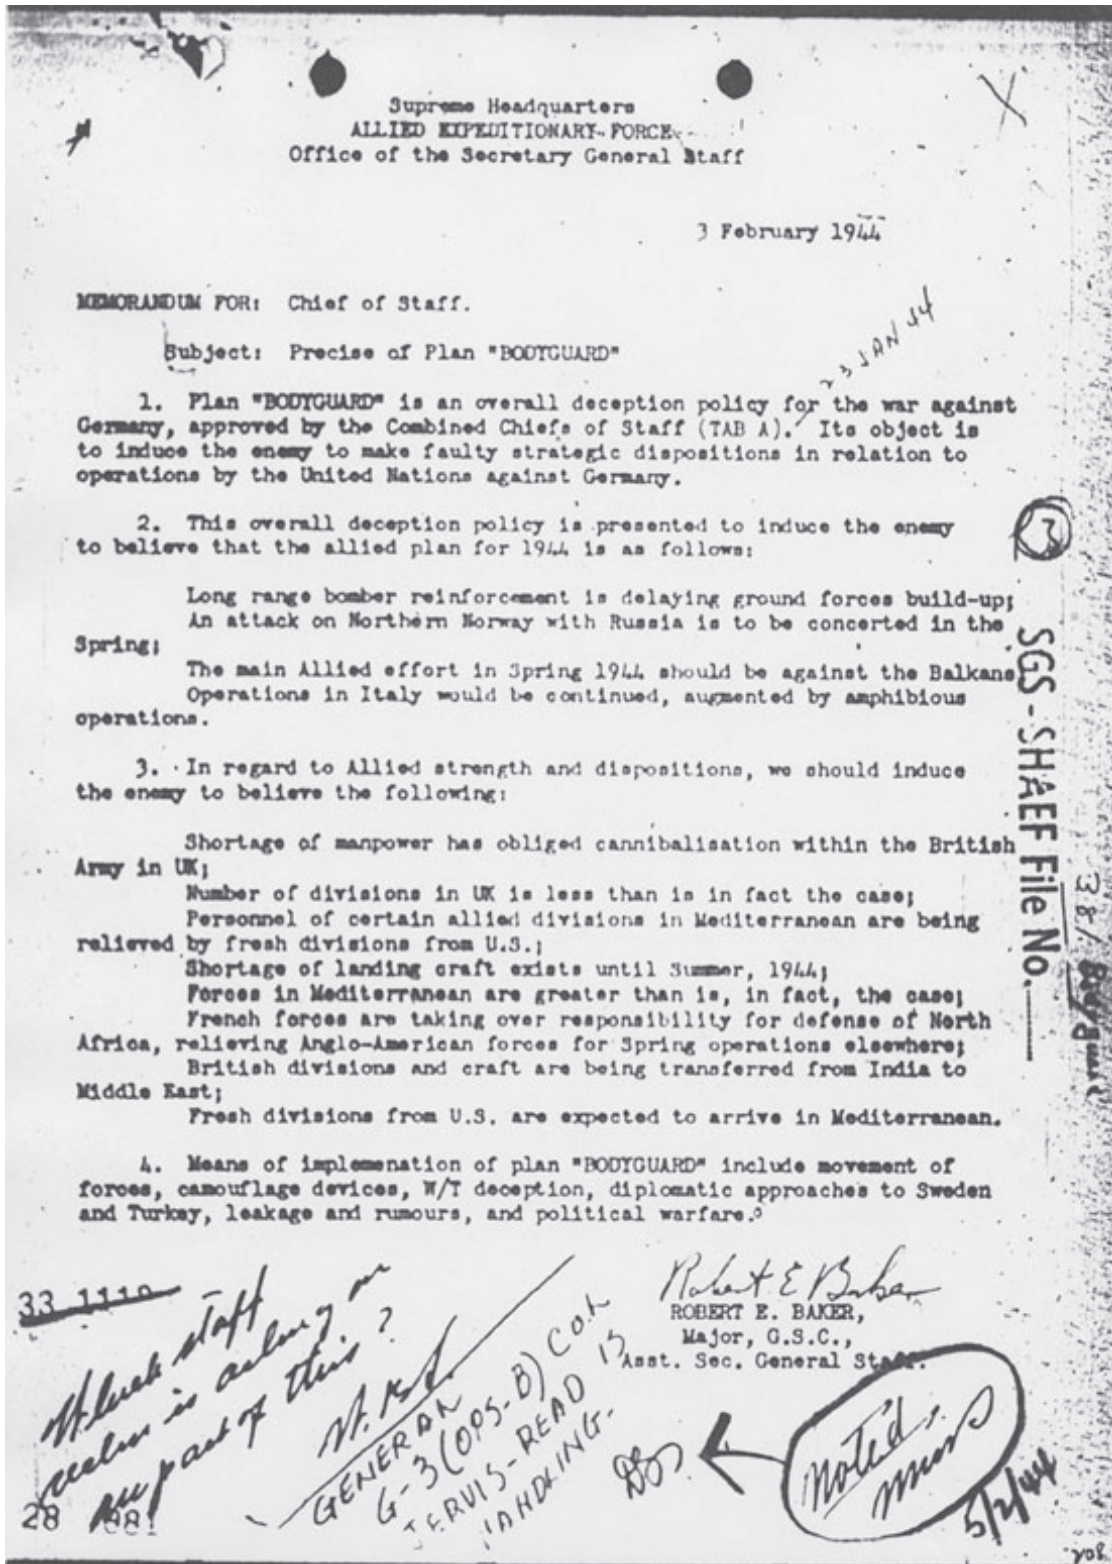 Supreme Headquarters
ALLIED EXPEDITIONARY FORCE
Office of the Secretary General Staff
3 February 1944
MEMORANDUM FOR: Chief of Staff.
23 JAN 44
Subject: Precise of Plan "BODYGUARD"
1. Plan "BODYGUARD" is an overall deception policy for the war against
Germany, approved by the Combined Chiefs of Staff (TAB A). Its object is
to induce the enemy to make faulty strategic dispositions in relation to
operations by the United Nations against Germany.
2. This overall deception policy is presented to induce the enemy
to believe that the allied plan for 1944 is as follows:
Long range bomber reinforcement is delaying ground forces build-up;
An attack on Northern Norway with Russia is to be concerted in the
Spring;
The main Allied effort in Spring 1944 should be against the Balkans
Operations in Italy would be continued, augmented by amphibious
operations.
3. In regard to Allied strength and dispositions, we should induce
the enemy to believe the following:
Shortage of manpower has obliged cannibalisation within the British
Army in UK;
Number of divisions in UK is less than is in fact the case;
Personnel of certain allied divisions in Mediterranean are being
relieved by fresh divisions from U.S.;
Shortage of landing craft exists until Summer, 1944;
Forces in Mediterranean are greater than is, in fact, the case;
French forces are taking over responsibility for defense of North
Africa, relieving Anglo-American forces for Spring operations elsewhere;
British divisions and craft are being transferred from India to
Middle East;
Fresh divisions from U.S. are expected to arrive in Mediterranean.
4. Means of implemenation of plan "BODYGUARD" include movement of
forces, camouflage devices, W/T deception, diplomatic approaches to Sweden
and Turkey, leakage and rumours, and political warfare.
Robert E Baker
ROBERT E. BAKER,
Major, G.S.C.,
Asst. Sec. General Staff.
SGS - SHAEF File No.
381
33 1110
staff
is
part of this?
GENERAL
G-3 (OPS-B) Col
JERVIS-READ IS
HANDLING.
noted.
5/2/44
28 881
208